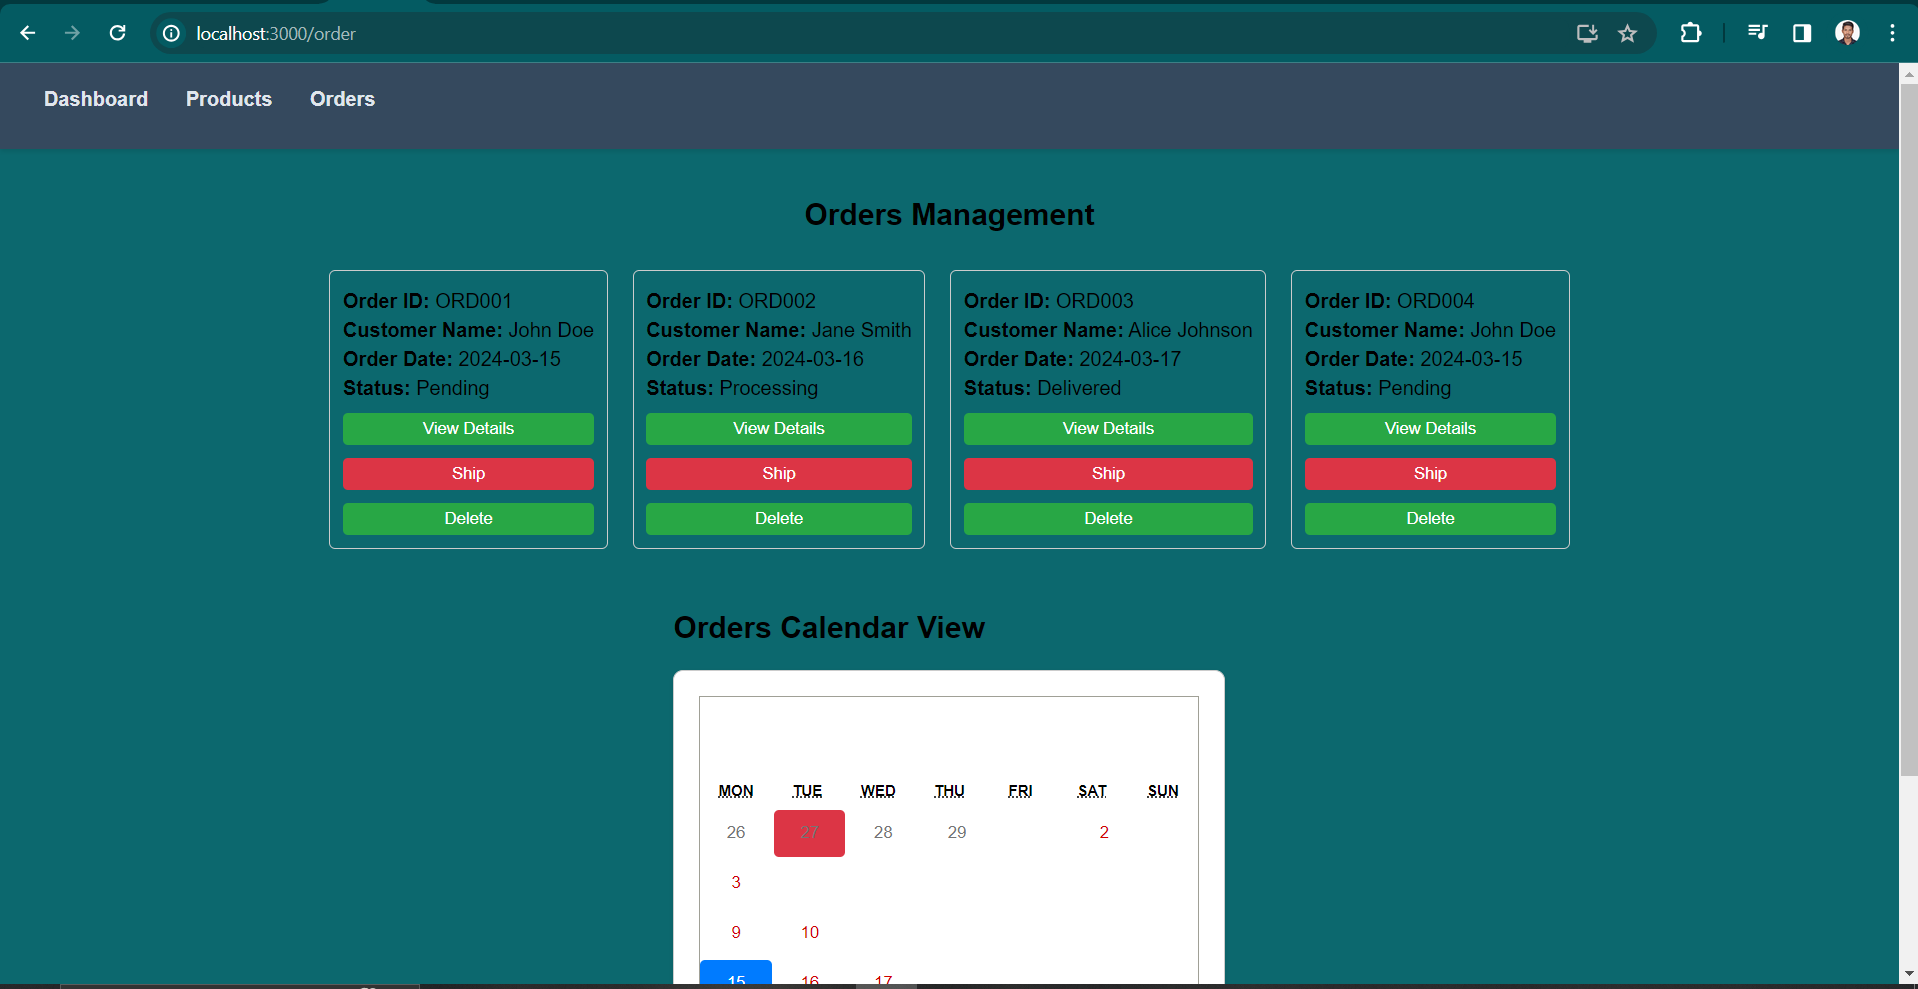 localhost:3000/order
Dashboard Products Orders
Orders Management
Order ID: ORD001
Customer Name: John Doe
Order Date: 2024-03-15
Status: Pending
View Details
Ship
Delete
Order ID: ORD002
Customer Name: Jane Smith
Order Date: 2024-03-16
Status: Processing
View Details
Ship
Delete
Order ID: ORD003
Customer Name: Alice Johnson
Order Date: 2024-03-17
Status: Delivered
View Details
Ship
Delete
Order ID: ORD004
Customer Name: John Doe
Order Date: 2024-03-15
Status: Pending
View Details
Ship
Delete
Orders Calendar View
MON TUE WED THU FRI SAT SUN
26 27 28 29 2
3
9 10
15 16 17